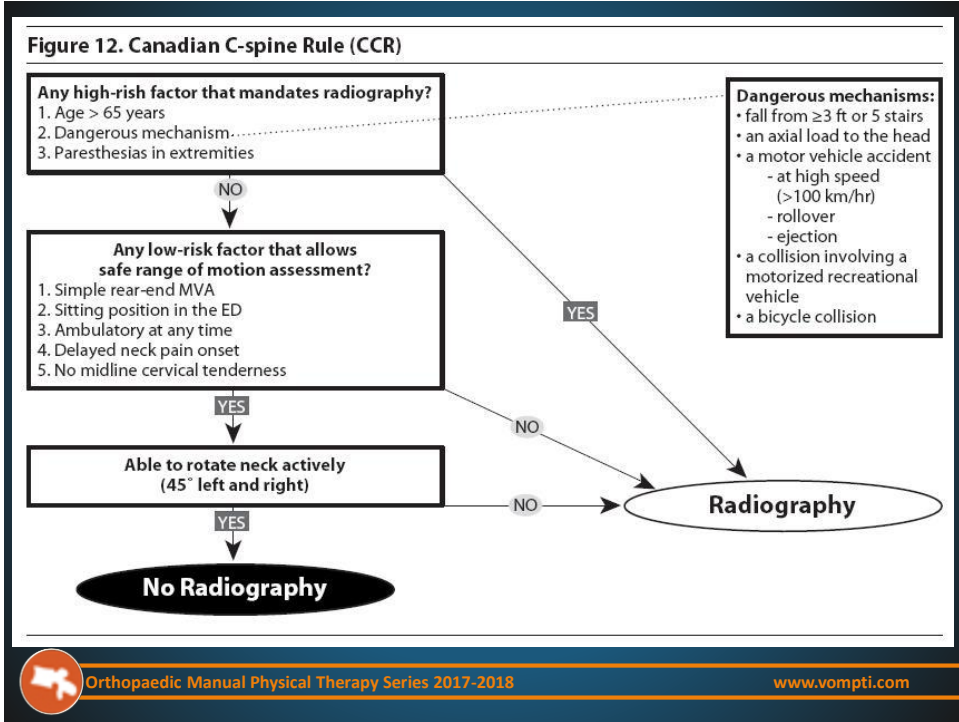 Figure 12. Canadian C-spine Rule (CCR)
Any high-rish factor that mandates radiography?
1. Age > 65 years
2. Dangerous mechanism
3. Paresthasias in extremities
Dangerous mechanisms:
• fall from ≥3 ft or 5 stairs
• an axial load to the head
• a motor vehicle accident
- at high speed
(>100 km/hr)
- rollover
- ejection
• a collision involving a
motorized recreational
vehicle
• a bicycle collision
NO
YES
Any low-risk factor that allows
safe range of motion assessment?
1. Simple rear-end MVA
2. Sitting position in the ED
3. Ambulatory at any time
4. Delayed neck pain onset
5. No midline cervical tenderness
YES
NO
Able to rotate neck actively
(45° left and right)
NO
Radiography
YES
No Radiography
Orthopaedic Manual Physical Therapy Series 2017-2018
www.vompti.com